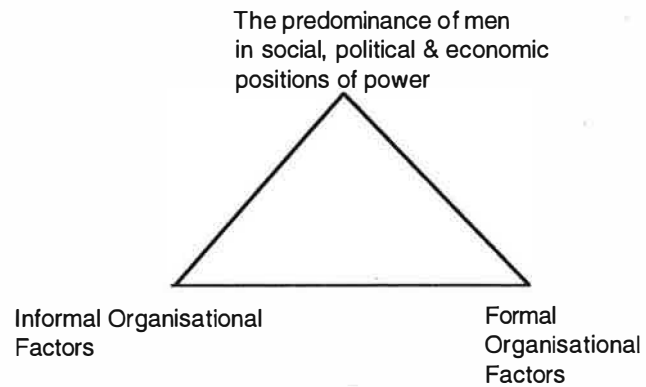 The predominance of men
in social, political & economic
positions of power
Informal Organisational
Factors
Formal
Organisational
Factors